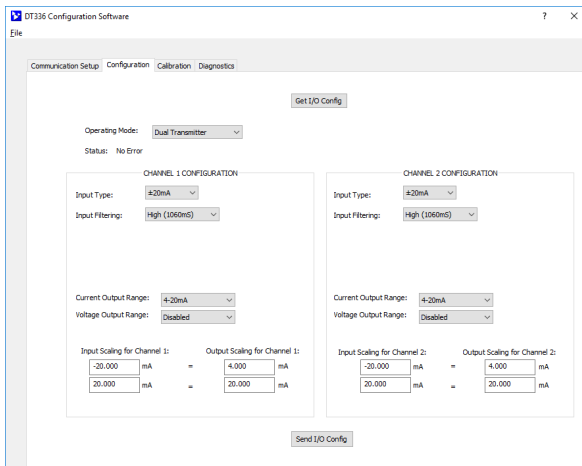 DT336 Configuration Software ? ×
File
Communication Setup Configuration Calibration Diagnostics
Get I/O Config
Operating Mode: Dual Transmitter
Status: No Error
CHANNEL 1 CONFIGURATION
Input Type: ±20mA
Input Filtering: High (1060mS)
Current Output Range: 4-20mA
Voltage Output Range: Disabled
Input Scaling for Channel 1: Output Scaling for Channel 1:
-20.000 mA = 4.000 mA
20.000 mA = 20.000 mA
CHANNEL 2 CONFIGURATION
Input Type: ±20mA
Input Filtering: High (1060mS)
Current Output Range: 4-20mA
Voltage Output Range: Disabled
Input Scaling for Channel 2: Output Scaling for Channel 2:
-20.000 mA = 4.000 mA
20.000 mA = 20.000 mA
Send I/O Config